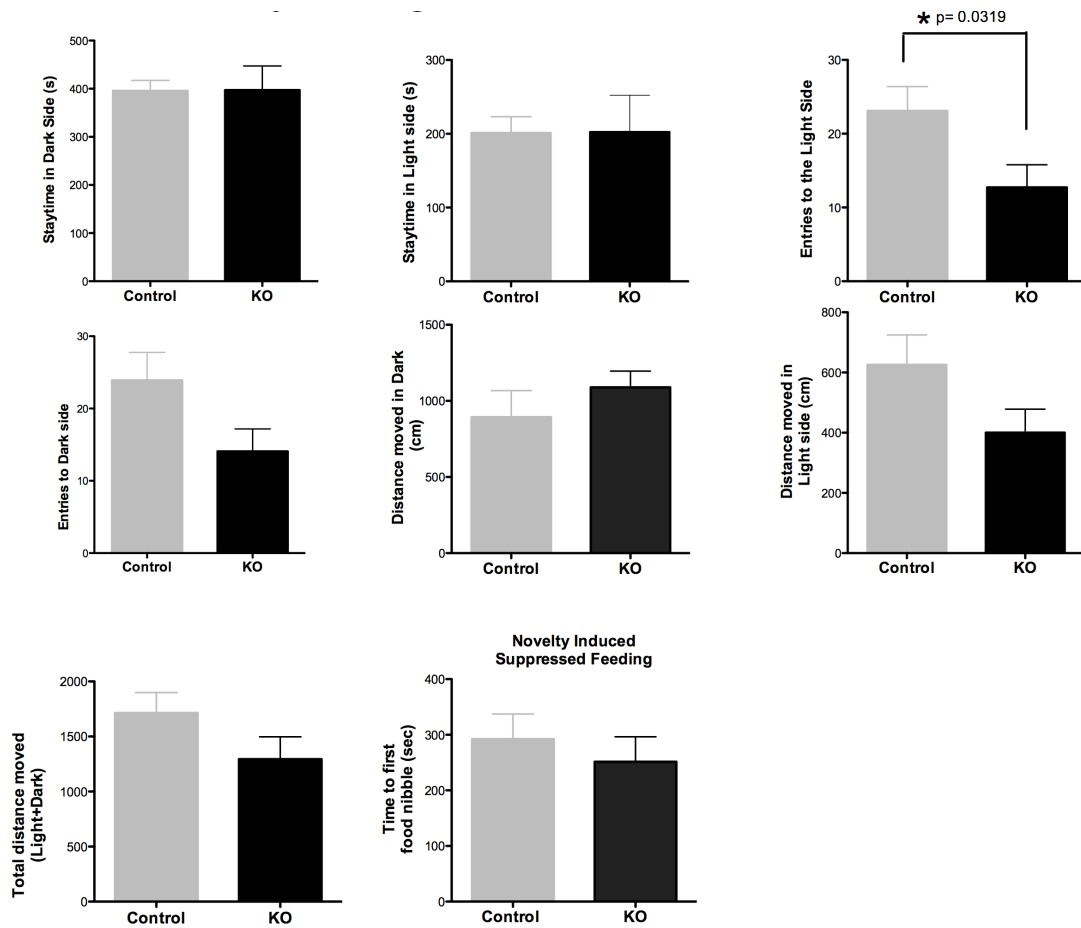 * p= 0.0319
Staytime in Dark Side (s)
500
400
300
200
100
0
Control KO
Staytime in Light side (s)
300
200
100
0
Control KO
Entries to the Light Side
30
20
10
0
Control KO
Entries to Dark side
30
20
10
0
Control KO
Distance moved in Dark
(cm)
1500
1000
500
0
Control KO
Distance moved in
Light side (cm)
800
600
400
200
0
Control KO
Total distance moved
(Light+Dark)
2000
1500
1000
500
0
Control KO
Novelty Induced
Suppressed Feeding
Time to first
food nibble (sec)
400
300
200
100
0
Control KO